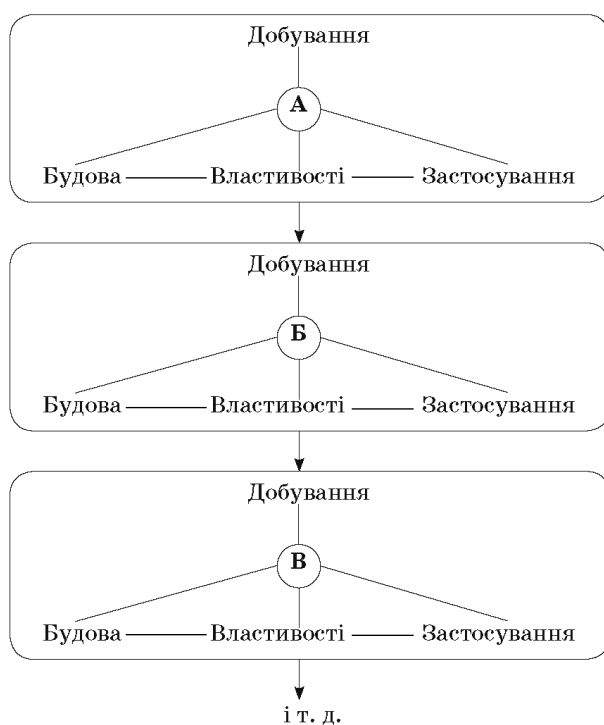 Добування
А
Будова Властивості Застосування
Добування
Б
Будова Властивості Застосування
Добування
В
Будова Властивості Застосування
і т. д.